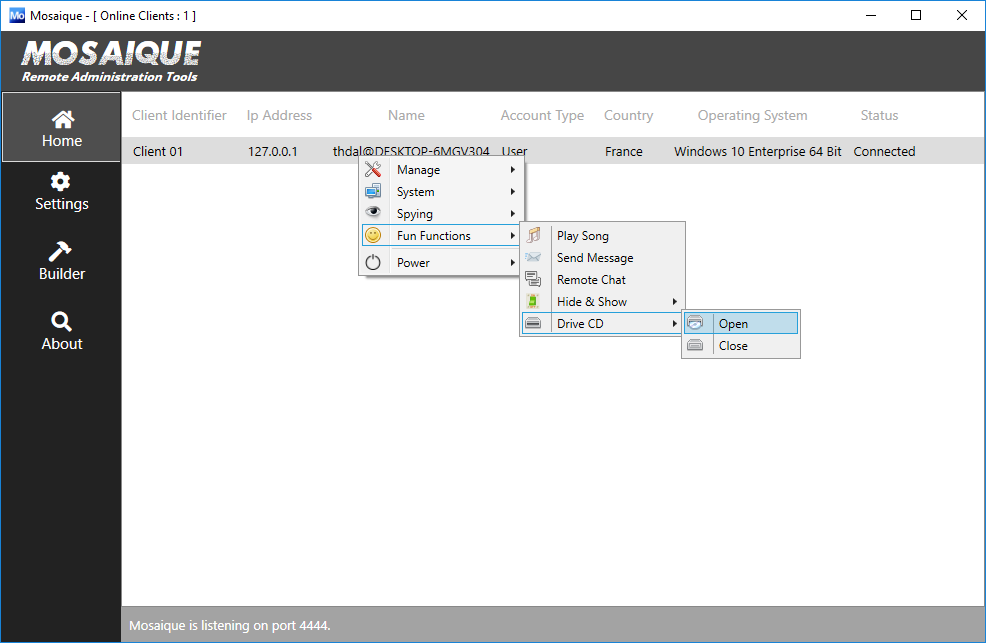 Mosaique - [ Online Clients : 1 ]
MOSAIQUE
Remote Administration Tools
Home
Settings
Builder
About
Client Identifier Ip Address Name Account Type Country Operating System Status
Client 01 127.0.0.1 thdal@DESKTOP-6MGV304 User France Windows 10 Enterprise 64 Bit Connected
Manage
System
Spying
Fun Functions
Power
Play Song
Send Message
Remote Chat
Hide & Show
Drive CD
Open
Close
Mosaique is listening on port 4444.